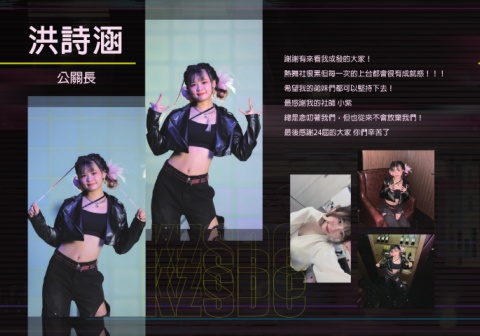 洪詩涵
公關長
謝謝有來看我成發的大家！
熱舞社很累但每一次的上台都會很有成就感！！！
希望我的弟妹們都可以堅持下去！
最感謝我的社師 小紫
總是念叨著我們，但也從來不會放棄我們！
最後感謝24屆的大家 你們辛苦了
KZSDC
KZSDC
KZSDC